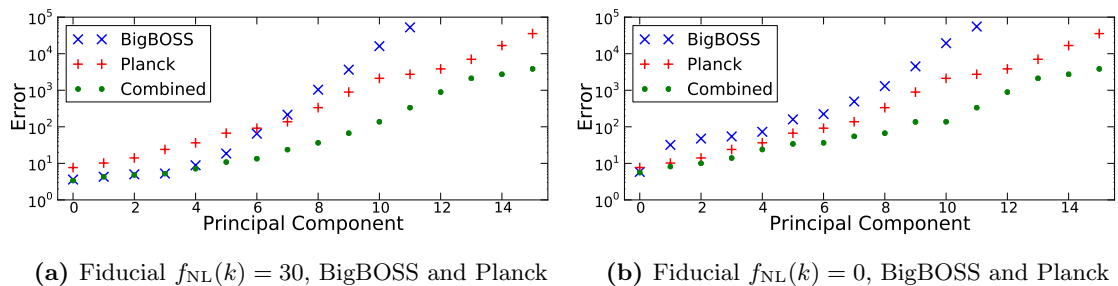 10^5
10^4
10^3
10^2
10^1
10^0
Error
BigBOSS
Planck
Combined
0 2 4 6 8 10 12 14
Principal Component
(a) Fiducial f_NL(k) = 30, BigBOSS and Planck
10^5
10^4
10^3
10^2
10^1
10^0
Error
BigBOSS
Planck
Combined
0 2 4 6 8 10 12 14
Principal Component
(b) Fiducial f_NL(k) = 0, BigBOSS and Planck